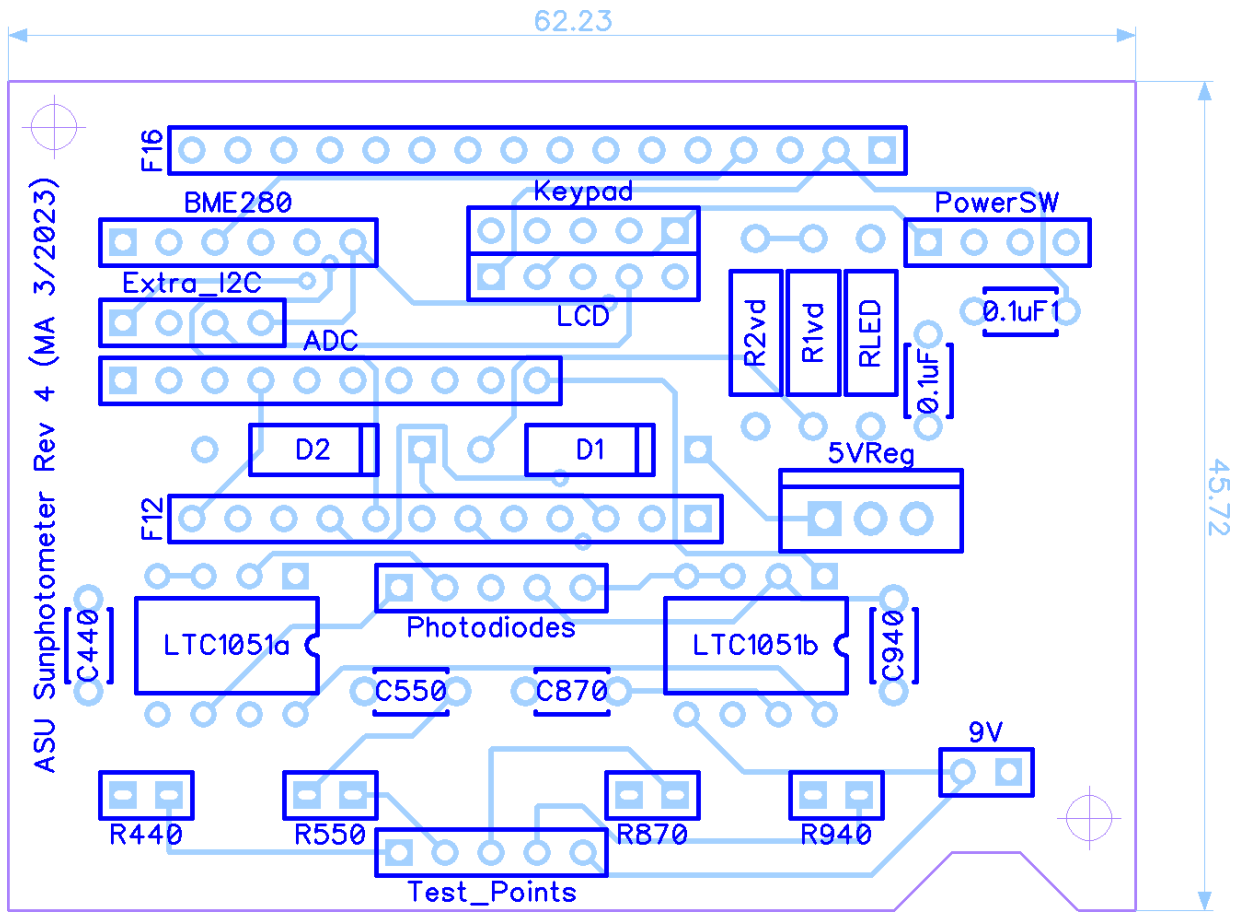 62.23
F16
Keypad
BME280
PowerSW
Extra_I2C
0.1uF1
LCD
ADC
R2vd
R1vd
RLED
0.1uF
D2
D1
5VReg
45.72
F12
ASU Sunphotometer Rev 4 (MA 3/2023)
Photodiodes
C440
LTC1051a
LTC1051b
C940
C550
C870
9V
R440
R550
R870
R940
Test_Points